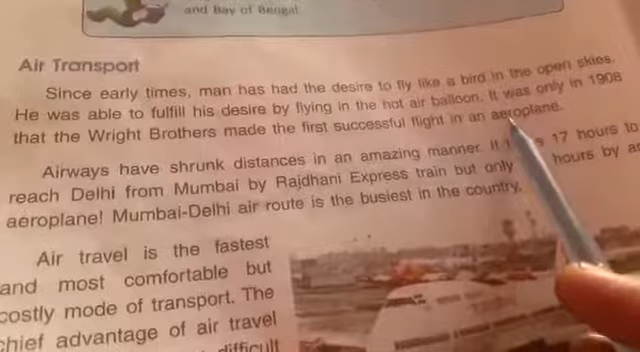 and Bay of Bengal
Air Transport
Since early times, man has had the desire to fly like a bird in the open skies.
He was able to fulfill his desire by flying in the hot air balloon. It was only in 1908
that the Wright Brothers made the first successful flight in an aeroplane.
Airways have shrunk distances in an amazing manner. It 17 hours to
reach Delhi from Mumbai by Rajdhani Express train but only hours by
aeroplane! Mumbai-Delhi air route is the busiest in the country.
Air travel is the fastest
and most comfortable but
costly mode of transport. The
chief advantage of air travel
difficult